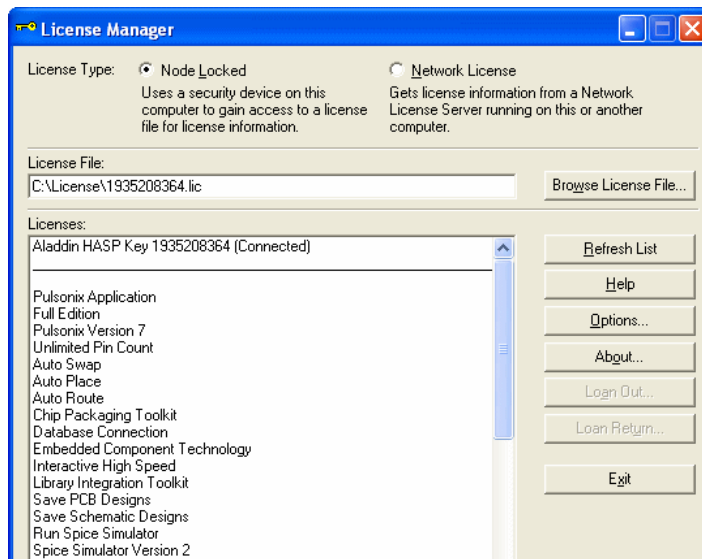 License Manager
License Type:
Node Locked
Uses a security device on this
computer to gain access to a license
file for license information.
Network License
Gets license information from a Network
License Server running on this or another
computer.
License File:
C:\License\1935208364.lic
Browse License File...
Licenses:
Aladdin HASP Key 1935208364 (Connected)
Pulsonix Application
Full Edition
Pulsonix Version 7
Unlimited Pin Count
Auto Swap
Auto Place
Auto Route
Chip Packaging Toolkit
Database Connection
Embedded Component Technology
Interactive High Speed
Library Integration Toolkit
Save PCB Designs
Save Schematic Designs
Run Spice Simulator
Spice Simulator Version 2
Refresh List
Help
Options...
About...
Loan Out...
Loan Return...
Exit